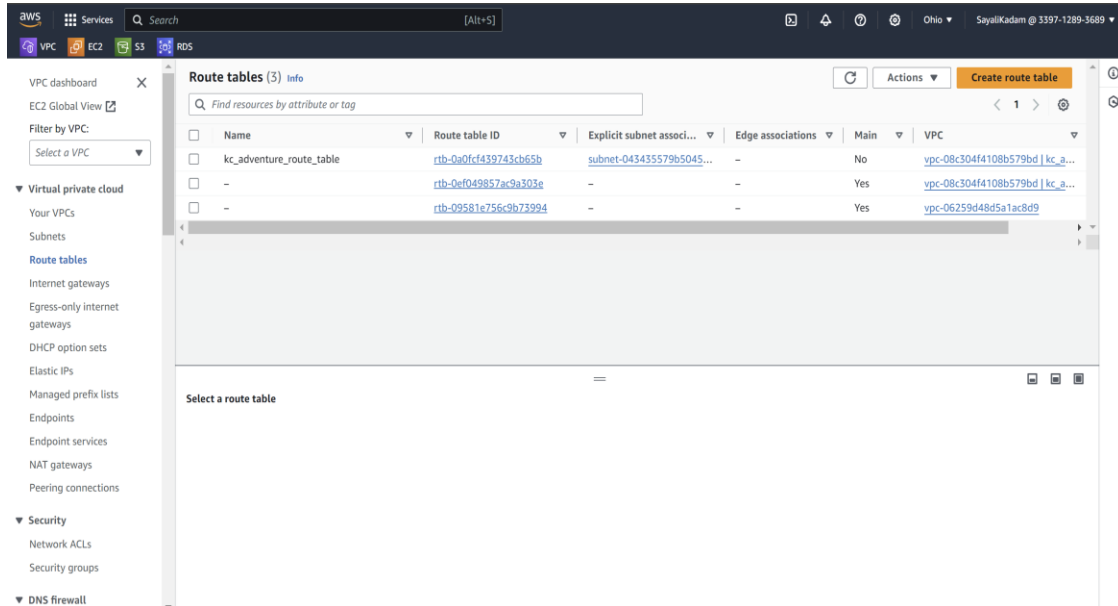 aws Services Search [Alt+S] Ohio SayaliKadam @ 3397-1289-3689
VPC EC2 S3 RDS
VPC dashboard
EC2 Global View
Filter by VPC:
Select a VPC
Virtual private cloud
Your VPCs
Subnets
Route tables
Internet gateways
Egress-only internet
gateways
DHCP option sets
Elastic IPs
Managed prefix lists
Endpoints
Endpoint services
NAT gateways
Peering connections
Security
Network ACLs
Security groups
DNS firewall
Route tables (3) Info
Actions
Create route table
Find resources by attribute or tag
1
Name Route table ID Explicit subnet associ... Edge associations Main VPC
kc_adventure_route_table rtb-0a0fcf439743cb65b subnet-043435579b5045... – No vpc-08c304f4108b579bd | kc_a...
– rtb-0ef049857ac9a303e – – Yes vpc-08c304f4108b579bd | kc_a...
– rtb-09581e756c9b73994 – – Yes vpc-06259d48d5a1ac8d9
Select a route table